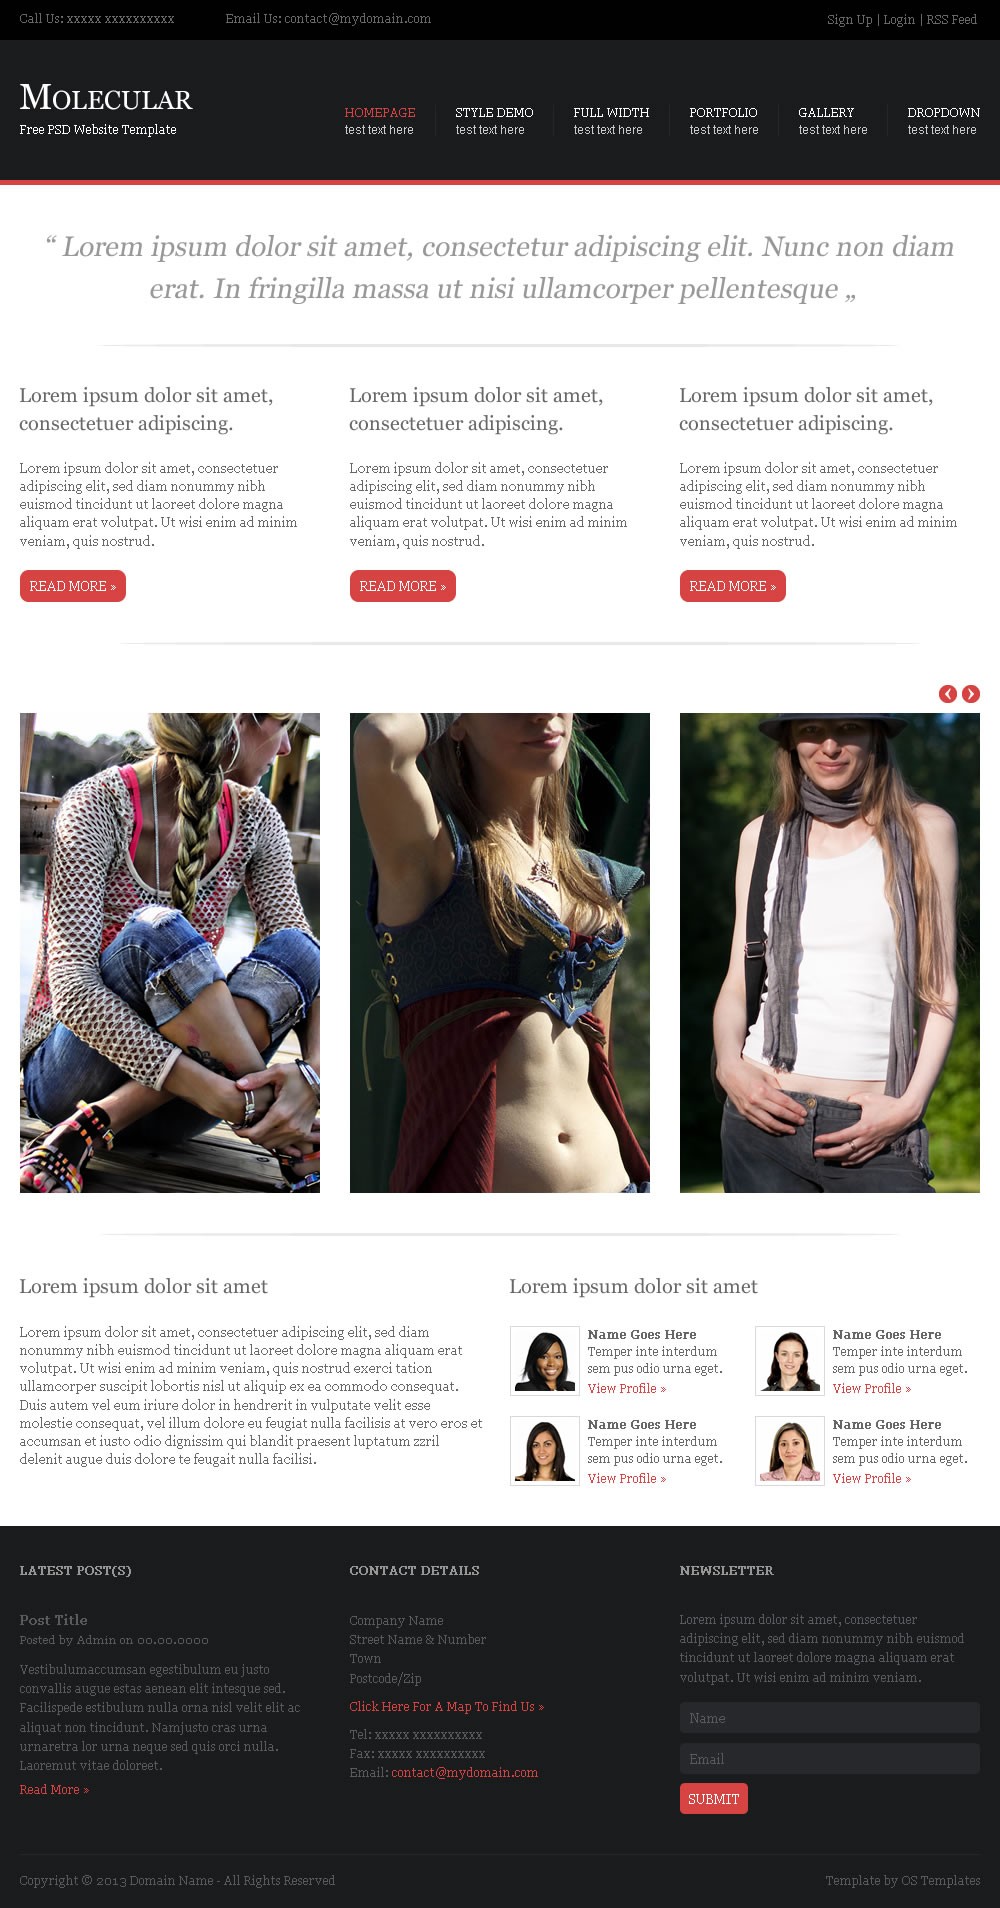 Call Us: xxxxx xxxxxxxxxx
Email Us: contact@mydomain.com
Sign Up | Login | RSS Feed
MOLECULAR
Free PSD Website Template
HOMEPAGE
test text here
STYLE DEMO
test text here
FULL WIDTH
test text here
PORTFOLIO
test text here
GALLERY
test text here
DROPDOWN
test text here
“ Lorem ipsum dolor sit amet, consectetur adipiscing elit. Nunc non diam
erat. In fringilla massa ut nisi ullamcorper pellentesque „
Lorem ipsum dolor sit amet,
consectetuer adipiscing.
Lorem ipsum dolor sit amet, consectetuer
adipiscing elit, sed diam nonummy nibh
euismod tincidunt ut laoreet dolore magna
aliquam erat volutpat. Ut wisi enim ad minim
veniam, quis nostrud.
READ MORE »
Lorem ipsum dolor sit amet,
consectetuer adipiscing.
Lorem ipsum dolor sit amet, consectetuer
adipiscing elit, sed diam nonummy nibh
euismod tincidunt ut laoreet dolore magna
aliquam erat volutpat. Ut wisi enim ad minim
veniam, quis nostrud.
READ MORE »
Lorem ipsum dolor sit amet,
consectetuer adipiscing.
Lorem ipsum dolor sit amet, consectetuer
adipiscing elit, sed diam nonummy nibh
euismod tincidunt ut laoreet dolore magna
aliquam erat volutpat. Ut wisi enim ad minim
veniam, quis nostrud.
READ MORE »
Lorem ipsum dolor sit amet
Lorem ipsum dolor sit amet, consectetuer adipiscing elit, sed diam
nonummy nibh euismod tincidunt ut laoreet dolore magna aliquam erat
volutpat. Ut wisi enim ad minim veniam, quis nostrud exerci tation
ullamcorper suscipit lobortis nisl ut aliquip ex ea commodo consequat.
Duis autem vel eum iriure dolor in hendrerit in vulputate velit esse
molestie consequat, vel illum dolore eu feugiat nulla facilisis at vero eros et
accumsan et iusto odio dignissim qui blandit praesent luptatum zzril
delenit augue duis dolore te feugait nulla facilisi.
Lorem ipsum dolor sit amet
Name Goes Here
Temper inte interdum
sem pus odio urna eget.
View Profile »
Name Goes Here
Temper inte interdum
sem pus odio urna eget.
View Profile »
Name Goes Here
Temper inte interdum
sem pus odio urna eget.
View Profile »
Name Goes Here
Temper inte interdum
sem pus odio urna eget.
View Profile »
LATEST POST(S)
Post Title
Posted by Admin on 00.00.0000
Vestibulumaccumsan egestibulum eu justo
convallis augue estas aenean elit intesque sed.
Facilispede estibulum nulla orna nisl velit elit ac
aliquat non tincidunt. Namjusto cras urna
urnaretra lor urna neque sed quis orci nulla.
Laoremut vitae doloreet.
Read More »
CONTACT DETAILS
Company Name
Street Name & Number
Town
Postcode/Zip
Click Here For A Map To Find Us »
Tel: xxxxx xxxxxxxxxx
Fax: xxxxx xxxxxxxxxx
Email: contact@mydomain.com
NEWSLETTER
Lorem ipsum dolor sit amet, consectetuer
adipiscing elit, sed diam nonummy nibh euismod
tincidunt ut laoreet dolore magna aliquam erat
volutpat. Ut wisi enim ad minim veniam.
Name
Email
SUBMIT
Copyright © 2013 Domain Name - All Rights Reserved
Template by OS Templates